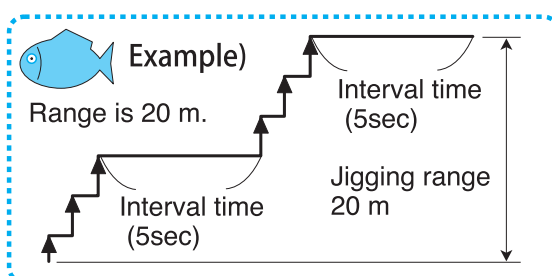 Example)
Range is 20 m.
Interval time
(5sec)
Interval time
(5sec)
Jigging range
20 m